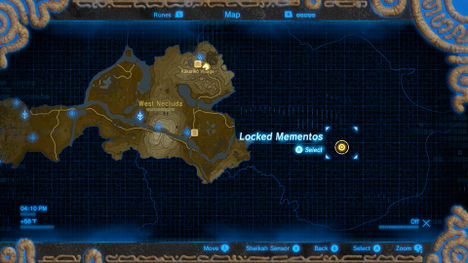 Runes L
Map
R
Kakariko Village
West Necluda
Locked Mementos
A Select
04:10 PM
Off
Move L Sheikah Sensor Back B Select A Zoom